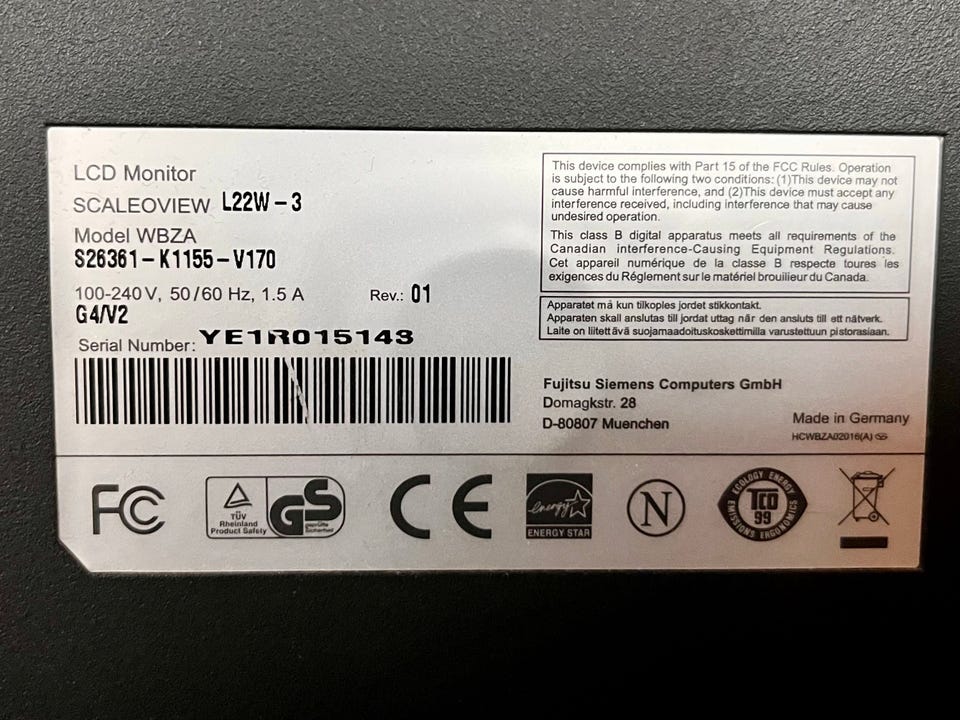 LCD Monitor
SCALEOVIEW L22W-3
Model WBZA
S26361-K1155-V170
100-240 V, 50/60 Hz, 1.5 A Rev.: 01
G4/V2
Serial Number: YE1R015143
This device complies with Part 15 of the FCC Rules. Operation
is subject to the following two conditions: (1)This device may not
cause harmful interference, and (2)This device must accept any
interference received, including interference that may cause
undesired operation.
This class B digital apparatus meets all requirements of the
Canadian interference-Causing Equipment Regulations.
Cet appareil numérique de la classe B respecte toures les
exigences du Réglement sur le matériel brouilieur du Canada.
Apparatet må kun tilkoples jordet stikkontakt.
Apparaten skall anslutas till jordat uttag når den ansluts till ett nätverk.
Laite on liitettävä suojamaadoituskoskettimilla varustettuun pistorasiaan.
Fujitsu Siemens Computers GmbH
Domagkstr. 28
D-80807 Muenchen
Made in Germany
HCWBZA02016(A)
FC
TÜV
Rheinland
Product Safety
GS
geprüfte
Sicherheit
CE
energy
ENERGY STAR
N
ECOLOGY ENERGY
TCO
99
EMISSIONS ERGONOMICS